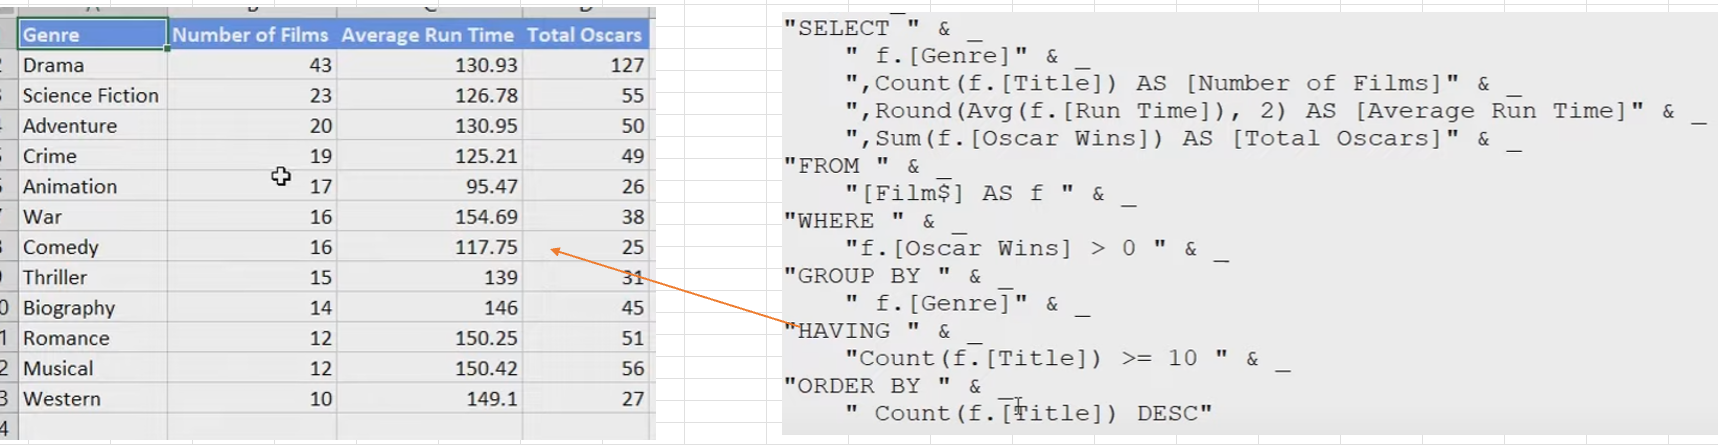 Genre Number of Films Average Run Time Total Oscars
Drama 43 130.93 127
Science Fiction 23 126.78 55
Adventure 20 130.95 50
Crime 19 125.21 49
Animation 17 95.47 26
War 16 154.69 38
Comedy 16 117.75 25
Thriller 15 139 31
Biography 14 146 45
Romance 12 150.25 51
Musical 12 150.42 56
Western 10 149.1 27
"SELECT " & _
" f.[Genre]" & _
",Count(f.[Title]) AS [Number of Films]" & _
",Round(Avg(f.[Run Time]), 2) AS [Average Run Time]" & _
",Sum(f.[Oscar Wins]) AS [Total Oscars]" & _
"FROM " & _
"[Film$] AS f " & _
"WHERE " & _
"f.[Oscar Wins] > 0 " & _
"GROUP BY " & _
" f.[Genre]" & _
"HAVING " & _
"Count(f.[Title]) >= 10 " & _
"ORDER BY " & _
" Count(f.[Title]) DESC"